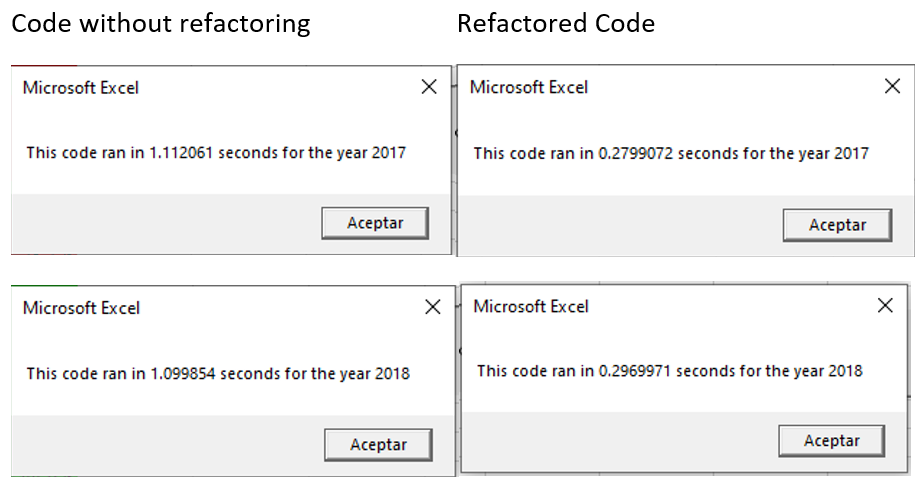 Code without refactoring
Refactored Code
Microsoft Excel
This code ran in 1.112061 seconds for the year 2017
Aceptar
Microsoft Excel
This code ran in 0.2799072 seconds for the year 2017
Aceptar
Microsoft Excel
This code ran in 1.099854 seconds for the year 2018
Aceptar
Microsoft Excel
This code ran in 0.2969971 seconds for the year 2018
Aceptar